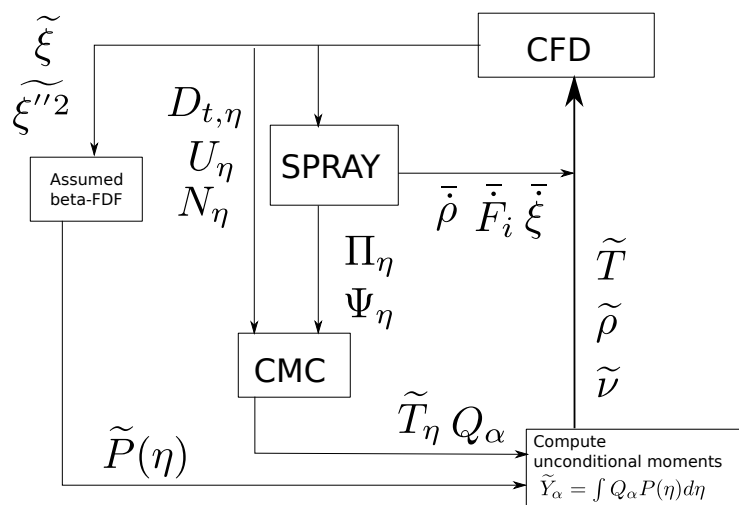 ξ̃
CFD
ξ''²̃
D_{t,η}
U_η
N_η
SPRAY
Assumed
beta-FDF
ρ̇̄ Ḟ̄_i ξ̇̄
Π_η
Ψ_η
T̃
ρ̃
ν̃
CMC
T̃_η Q_α
P̃(η)
Compute
unconditional moments
Ỹ_α = ∫ Q_α P(η)dη